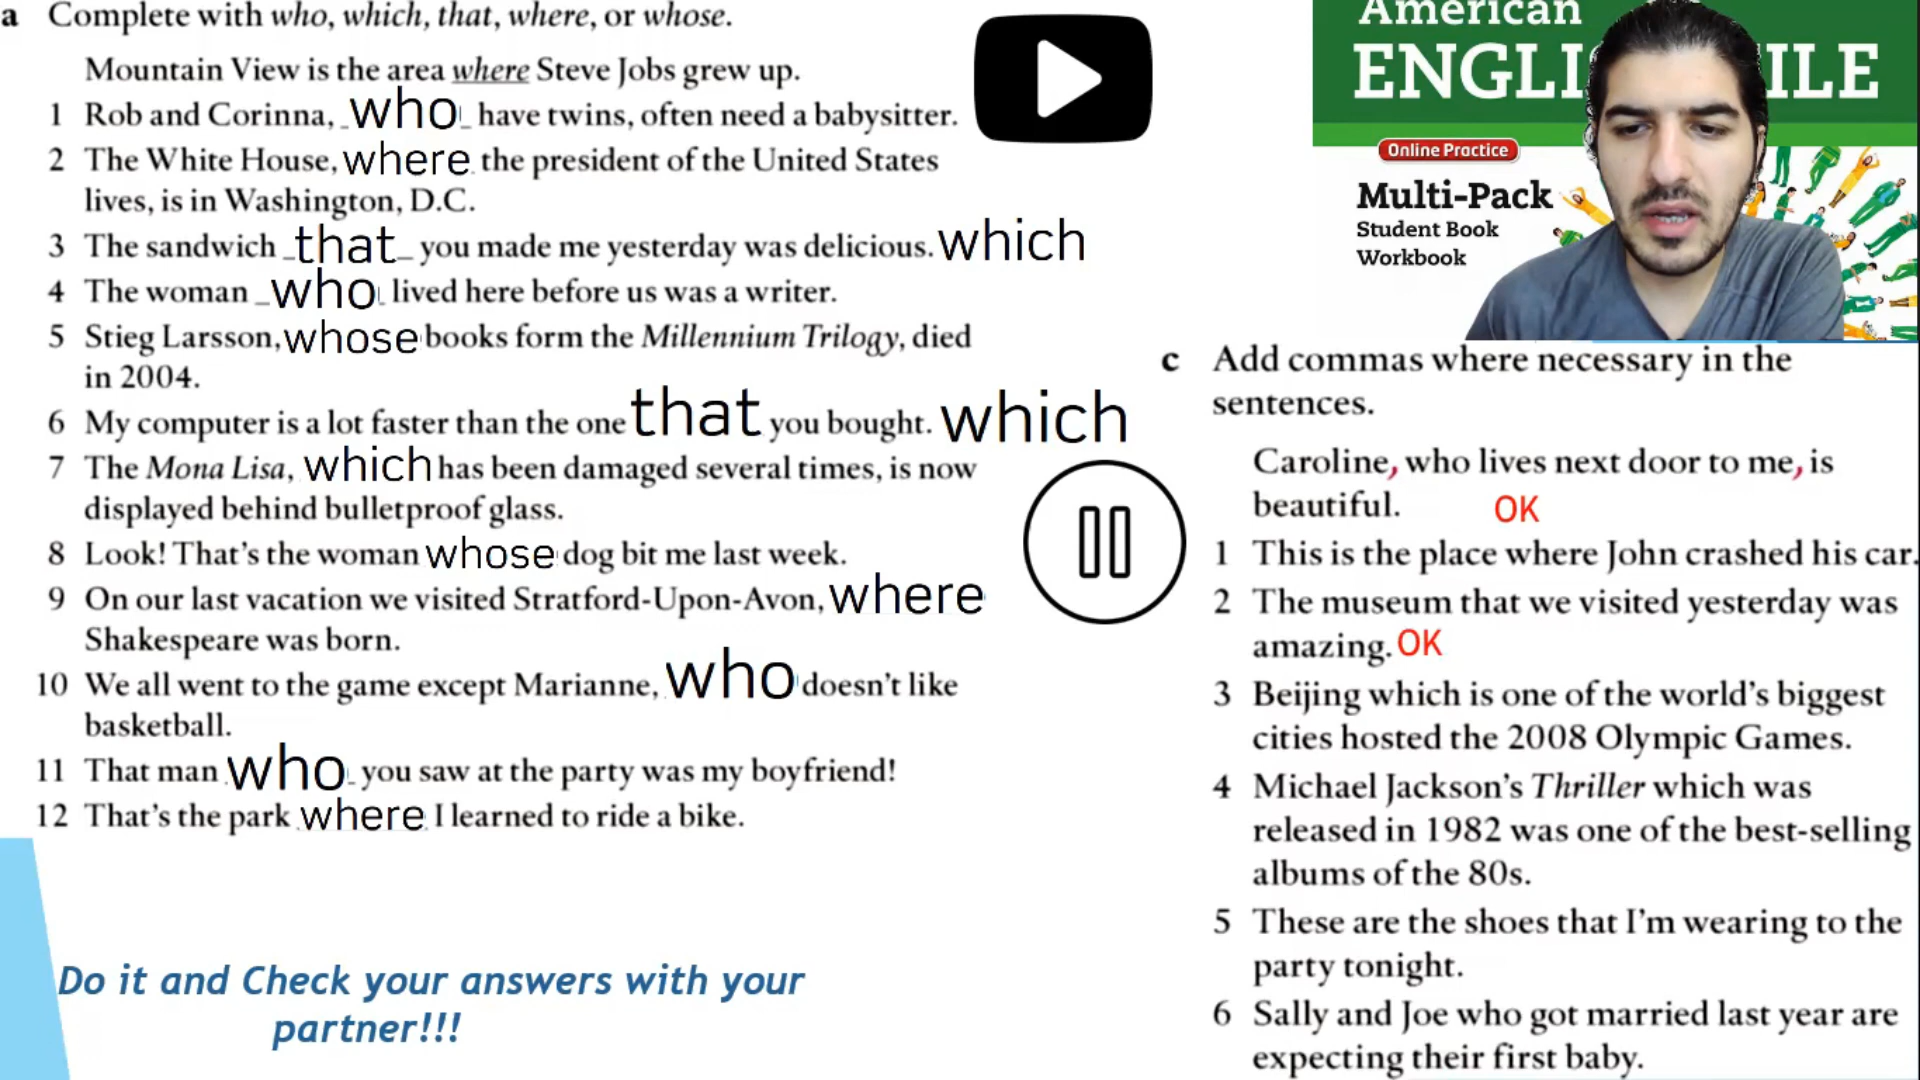 a Complete with who, which, that, where, or whose.
Mountain View is the area where Steve Jobs grew up.
1 Rob and Corinna, who have twins, often need a babysitter.
2 The White House, where the president of the United States
lives, is in Washington, D.C.
3 The sandwich that you made me yesterday was delicious. which
4 The woman who lived here before us was a writer.
5 Stieg Larsson, whose books form the Millennium Trilogy, died
in 2004.
6 My computer is a lot faster than the one that you bought. which
7 The Mona Lisa, which has been damaged several times, is now
displayed behind bulletproof glass.
8 Look! That's the woman whose dog bit me last week.
9 On our last vacation we visited Stratford-Upon-Avon, where
Shakespeare was born.
10 We all went to the game except Marianne, who doesn't like
basketball.
11 That man who you saw at the party was my boyfriend!
12 That's the park where I learned to ride a bike.
Do it and Check your answers with your
partner!!!
American
ENGLI ILE
Online Practice
Multi-Pack
Student Book
Workbook
c Add commas where necessary in the
sentences.
Caroline, who lives next door to me, is
beautiful. OK
1 This is the place where John crashed his car.
2 The museum that we visited yesterday was
amazing. OK
3 Beijing which is one of the world's biggest
cities hosted the 2008 Olympic Games.
4 Michael Jackson's Thriller which was
released in 1982 was one of the best-selling
albums of the 80s.
5 These are the shoes that I'm wearing to the
party tonight.
6 Sally and Joe who got married last year are
expecting their first baby.